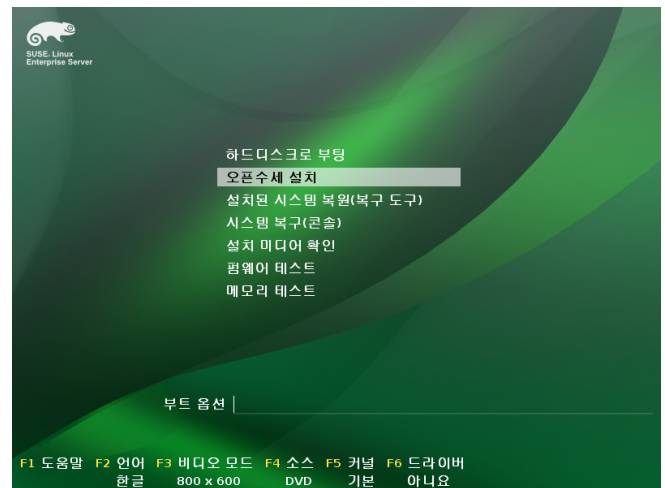 SUSE. Linux
Enterprise Server
하드디스크로 부팅
오픈수세 설치
설치된 시스템 복원(복구 도구)
시스템 복구(콘솔)
설치 미디어 확인
펌웨어 테스트
메모리 테스트
부트 옵션
F1 도움말 F2 언어 F3 비디오 모드 F4 소스 F5 커널 F6 드라이버
한글 800 x 600 DVD 기본 아니요